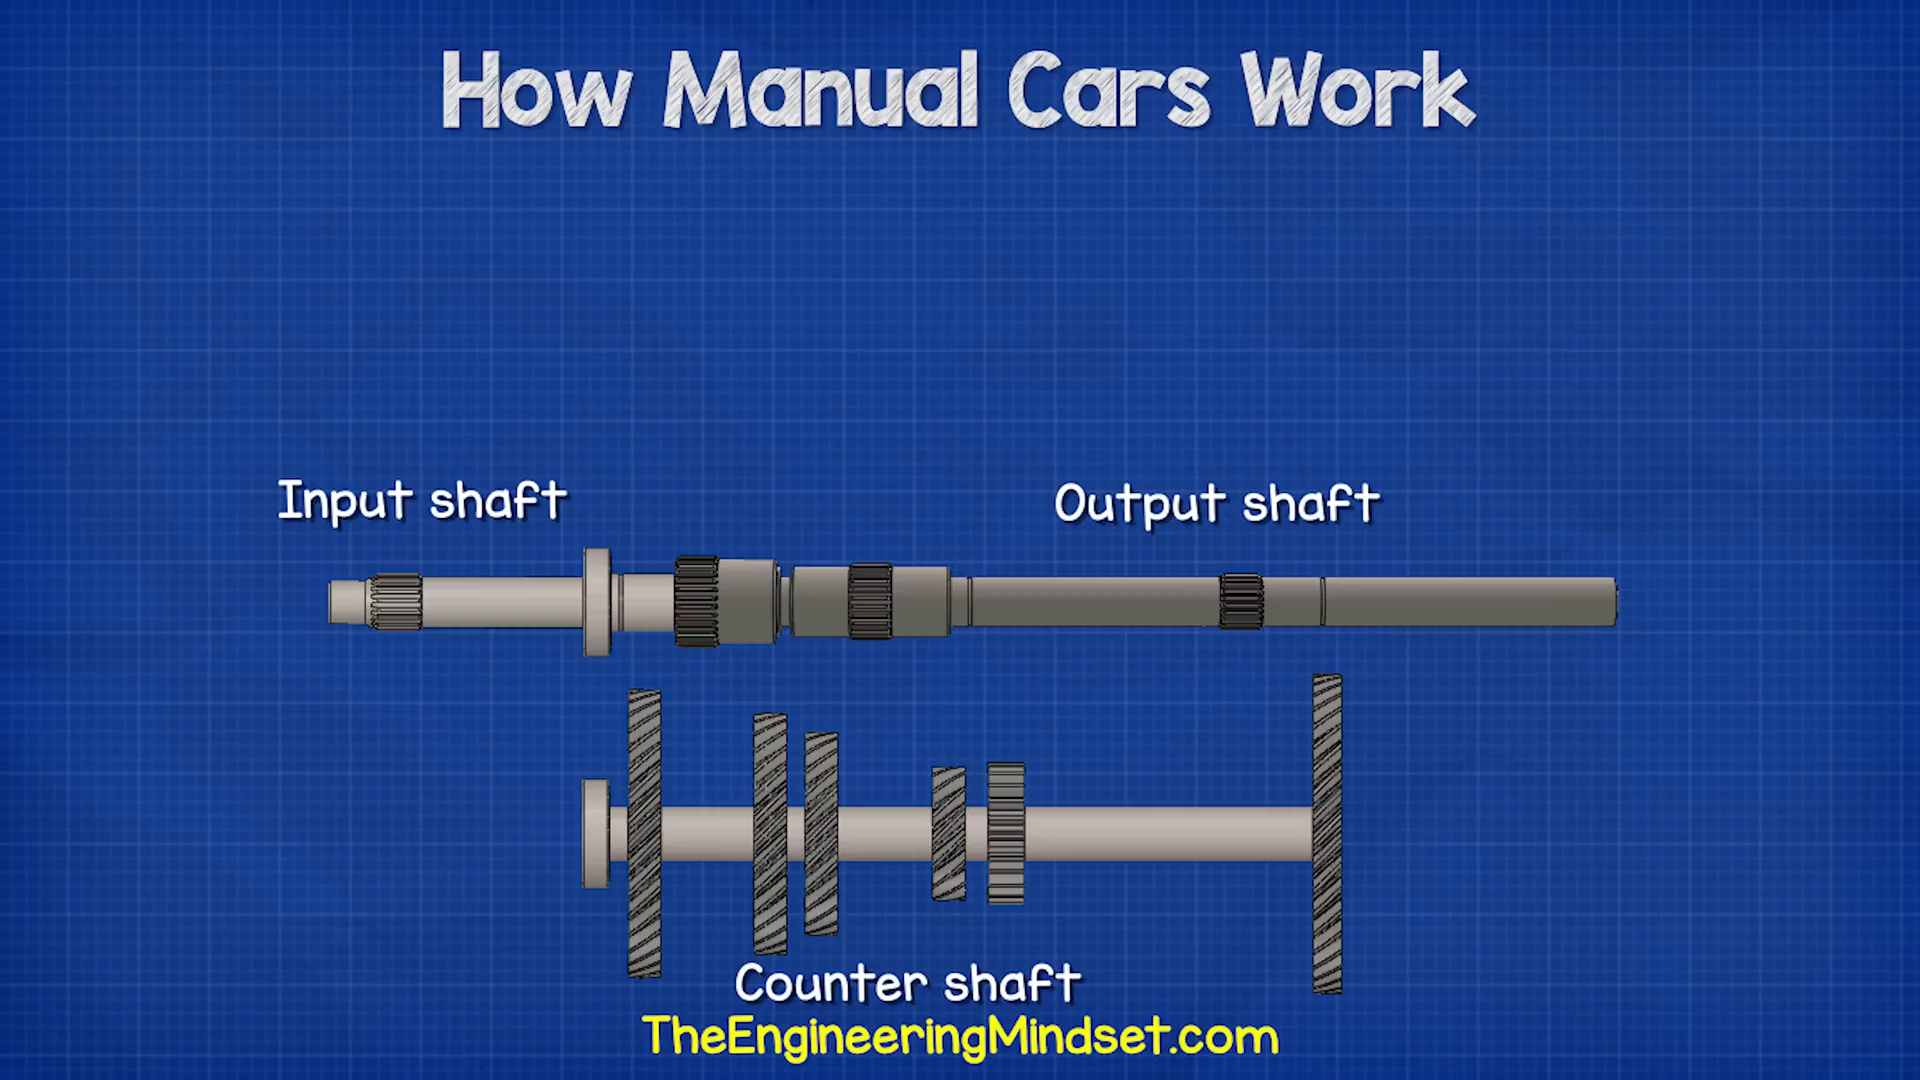 How Manual Cars Work
Input shaft
Output shaft
Counter shaft
TheEngineeringMindset.com